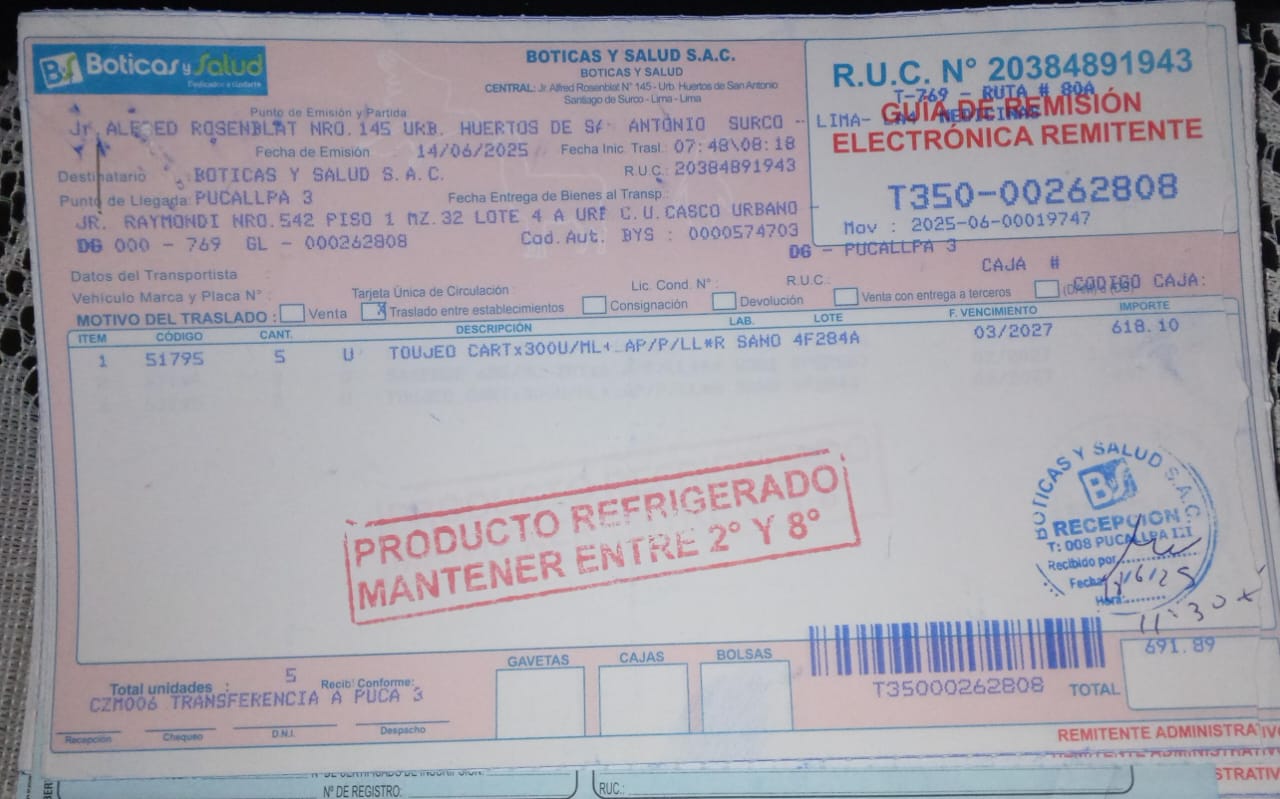 BS Boticas y Salud
Dedicados a cuidarte
BOTICAS Y SALUD S.A.C.
BOTICAS Y SALUD
CENTRAL: Jr. Alfred Rosenblat N° 145 - Urb. Huertos de San Antonio
Santiago de Surco - Lima - Lima
R.U.C. N° 20384891943
T-769 - RUTA # 80A
GUÍA DE REMISIÓN
LIMA- MEDICINAS
ELECTRÓNICA REMITENTE
T350-00262808
Mov : 2025-06-00019747
Punto de Emisión y Partida
Jr. ALFRED ROSENBLAT NRO.145 URB. HUERTOS DE SA ANTONIO SURCO -
Fecha de Emisión : 14/06/2025 Fecha Inic. Trasl.: 07:48\08:18
Destinatario : BOTICAS Y SALUD S.A.C. R.U.C.: 20384891943
Punto de Llegada: PUCALLPA 3 Fecha Entrega de Bienes al Transp.:
JR. RAYMONDI NRO.542 PISO 1 MZ.32 LOTE 4 A URB C.U.CASCO URBANO -
DG 000 - 769 GL - 000262808 Cod.Aut. BYS : 0000574703
DG - PUCALLPA 3
Datos del Transportista CAJA #
Vehículo Marca y Placa N° : Tarjeta Única de Circulación : Lic. Cond. N° : R.U.C.: CODIGO CAJA:
MOTIVO DEL TRASLADO : Venta X Traslado entre establecimientos Consignación Devolución Venta con entrega a terceros
ITEM CÓDIGO CANT. DESCRIPCIÓN LAB. LOTE F. VENCIMIENTO IMPORTE
1 51795 5 U TOUJEO CARTx300U/ML+ AP/P/LL*R SANO 4F284A 03/2027 618.10
PRODUCTO REFRIGERADO
MANTENER ENTRE 2° Y 8°
BOTICAS Y SALUD S.A.C.
BS
RECEPCION
T: 008 PUCALLPA III
Recibido por
Fecha
Hora:
11:30
691.89
T35000262808 TOTAL
GAVETAS CAJAS BOLSAS
Total unidades : 5 Recibí Conforme:
CZM006 TRANSFERENCIA A PUCA 3
Recepción Chequeo D.N.I. Despacho
REMITENTE ADMINISTRATIVO
N° DE REGISTRO: RUC.: